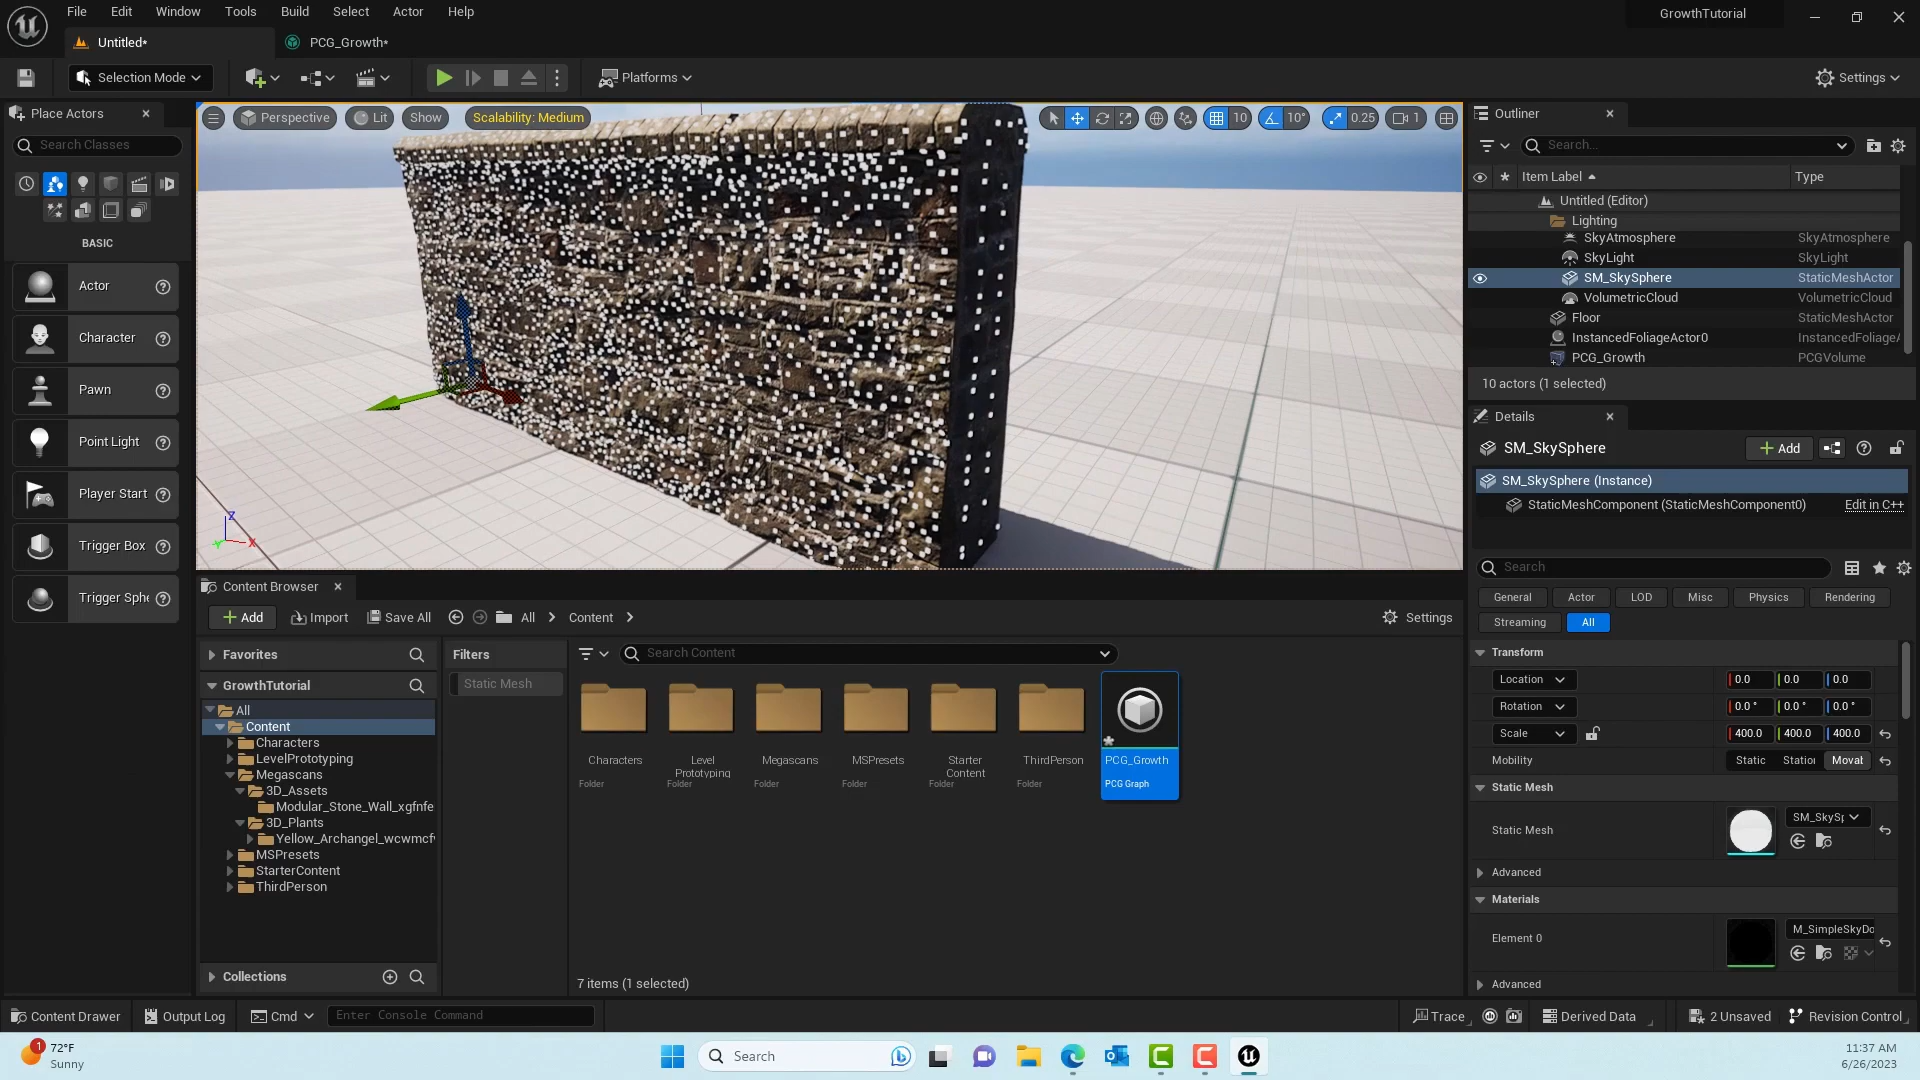 File Edit Window Tools Build Select Actor Help
GrowthTutorial
Untitled*
PCG_Growth*
Selection Mode
Platforms
Settings
Place Actors
Search Classes
BASIC
Actor
Character
Pawn
Point Light
Player Start
Trigger Box
Trigger Sphe
Perspective
Lit
Show
Scalability: Medium
10
10°
0.25
1
Z
X
Y
Outliner
Search...
Item Label
Type
Untitled (Editor)
Lighting
SkyAtmosphere SkyAtmosphere
SkyLight SkyLight
SM_SkySphere StaticMeshActor
VolumetricCloud VolumetricCloud
Floor StaticMeshActor
InstancedFoliageActor0 InstancedFoliageA
PCG_Growth PCGVolume
10 actors (1 selected)
Details
SM_SkySphere
Add
SM_SkySphere (Instance)
StaticMeshComponent (StaticMeshComponent0) Edit in C++
Search
General Actor LOD Misc Physics Rendering
Streaming All
Transform
Location 0.0 0.0 0.0
Rotation 0.0 ° 0.0 ° 0.0 °
Scale 400.0 400.0 400.0
Mobility Static Station Movat
Static Mesh
Static Mesh SM_SkySp
Advanced
Materials
Element 0 M_SimpleSkyDo
Advanced
Content Browser
Add Import Save All All Content Settings
Favorites
GrowthTutorial
All
Content
Characters
LevelPrototyping
Megascans
3D_Assets
Modular_Stone_Wall_xgfnfe
3D_Plants
Yellow_Archangel_wcwmcf
MSPresets
StarterContent
ThirdPerson
Collections
Filters
Static Mesh
Search Content
Characters
Folder
Level
Prototyping
Folder
Megascans
Folder
MSPresets
Folder
Starter
Content
Folder
ThirdPerson
Folder
PCG_Growth
PCG Graph
7 items (1 selected)
Content Drawer Output Log Cmd Enter Console Command Trace Derived Data 2 Unsaved Revision Control
1
72°F
Sunny
Search
11:37 AM
6/26/2023